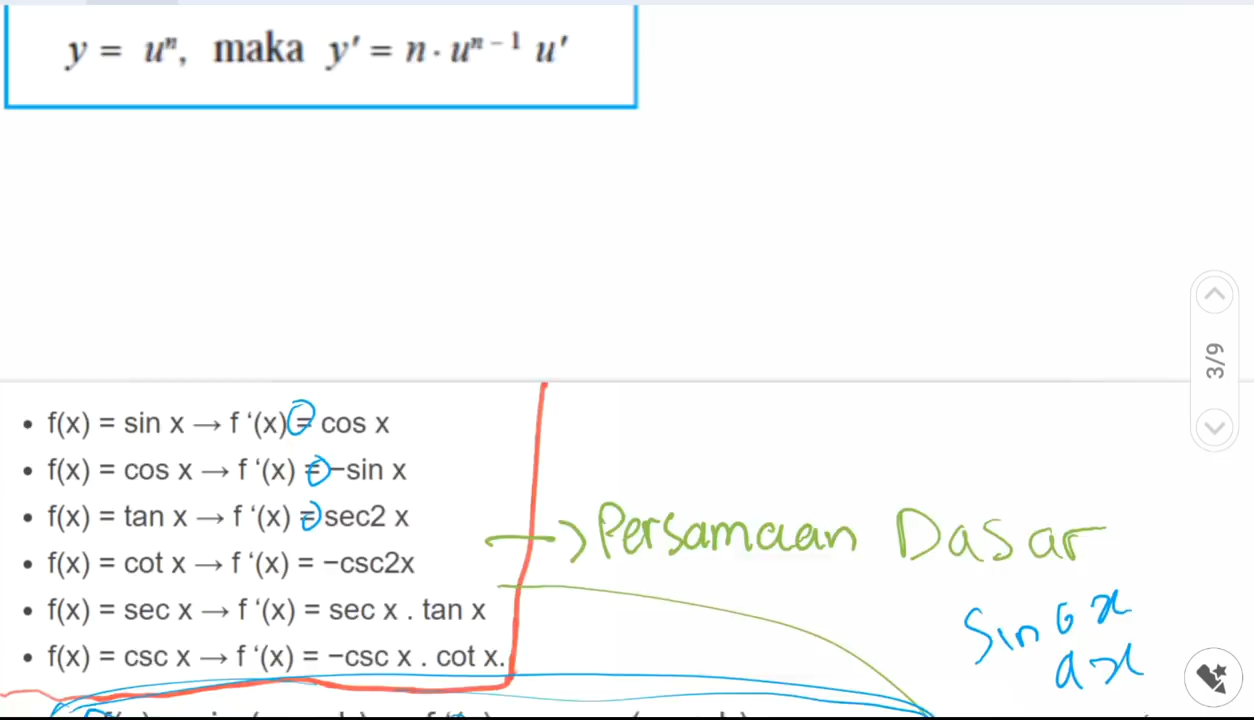 y = uⁿ, maka y′ = n · uⁿ⁻¹ u′
3/9
• f(x) = sin x → f ‘(x) = cos x
• f(x) = cos x → f ‘(x) = −sin x
• f(x) = tan x → f ‘(x) = sec2 x
• f(x) = cot x → f ‘(x) = −csc2x
• f(x) = sec x → f ‘(x) = sec x . tan x
• f(x) = csc x → f ‘(x) = −csc x . cot x.
Persamaan Dasar
Sin 6x
ax